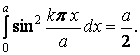 ∫₀ᵃ sin² (kπx / a) dx = a / 2.